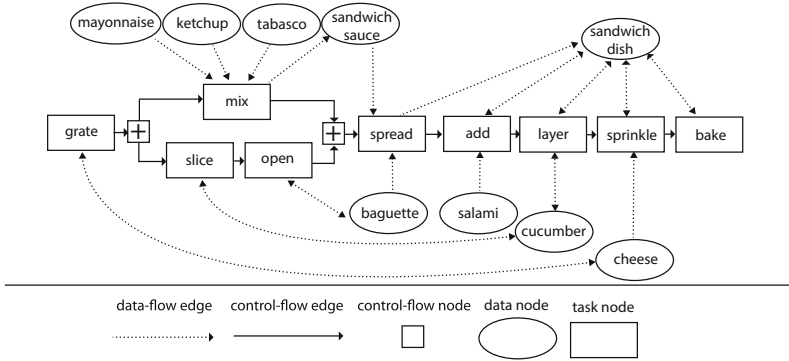 mayonnaise
ketchup
tabasco
sandwich
sauce
sandwich
dish
mix
grate
+
+
spread
add
layer
sprinkle
bake
slice
open
baguette
salami
cucumber
cheese
data-flow edge
control-flow edge
control-flow node
data node
task node